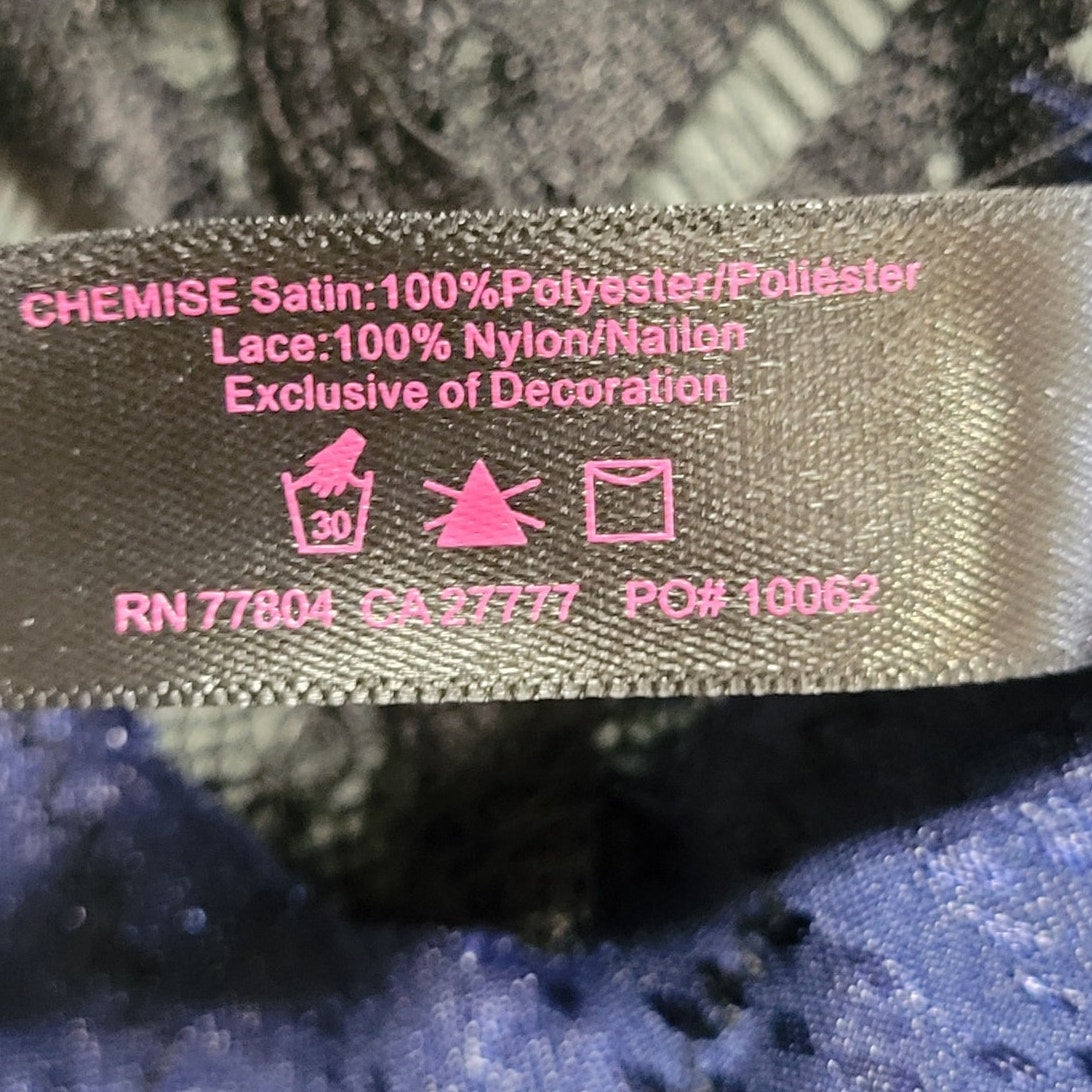 CHEMISE Satin:100%Polyester/Poliéster
Lace:100% Nylon/Nailon
Exclusive of Decoration
30
RN 77804 CA 27777 PO# 10062